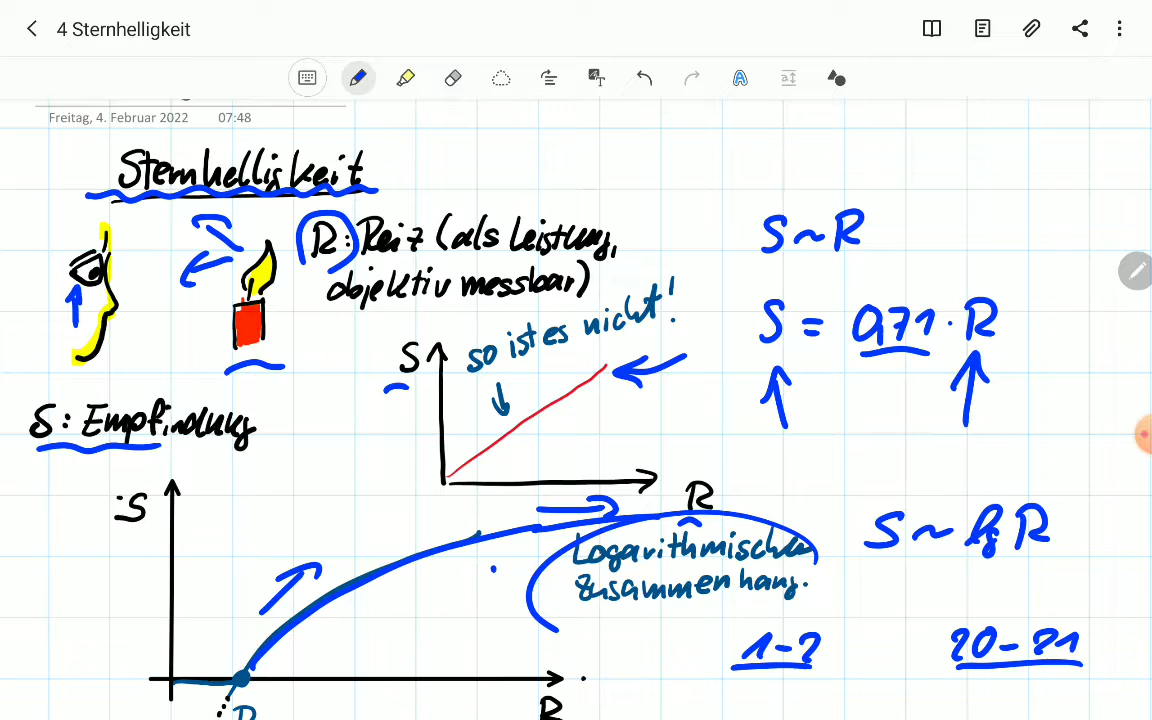 4 Sternhelligkeit
Freitag, 4. Februar 2022 07:48
Sternhelligkeit
R: Reiz (als Leistung,
objektiv messbar)
S ~ R
S = 0,71 · R
so ist es nicht!
S
S: Empfindung
R
S
Logarithmischer
Zusammenhang.
S ~ lg R
1-2
20-21
R